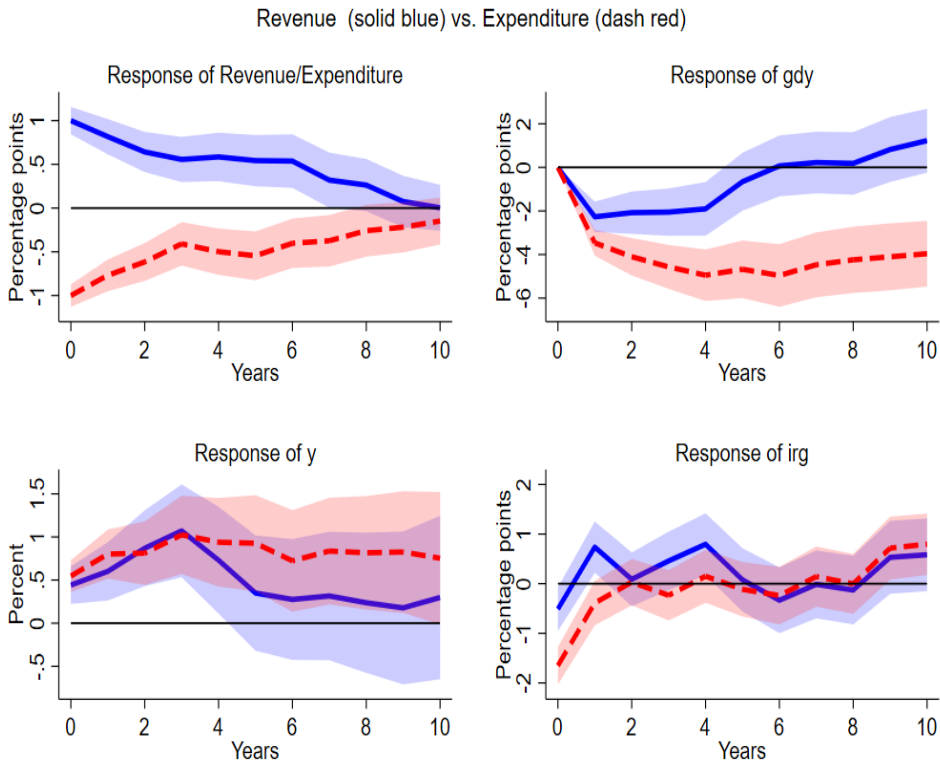 Revenue  (solid blue) vs. Expenditure (dash red)
Response of Revenue/Expenditure
Percentage points
1
.5
0
-.5
-1
0 2 4 6 8 10
Years
Response of gdy
Percentage points
2
0
-2
-4
-6
0 2 4 6 8 10
Years
Response of y
Percent
1.5
1
.5
0
-.5
0 2 4 6 8 10
Years
Response of irg
Percentage points
2
1
0
-1
-2
0 2 4 6 8 10
Years